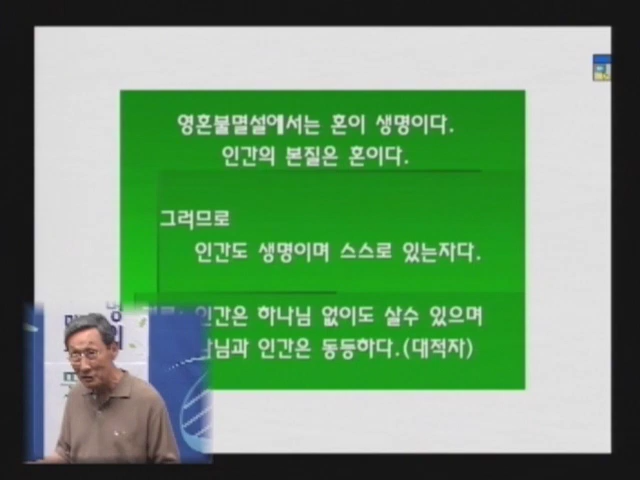 영혼불멸설에서는 혼이 생명이다.
인간의 본질은 혼이다.
그러므로
인간도 생명이며 스스로 있는자다.
인간은 하나님 없이도 살수 있으며
인간은 동등하다.(대적자)